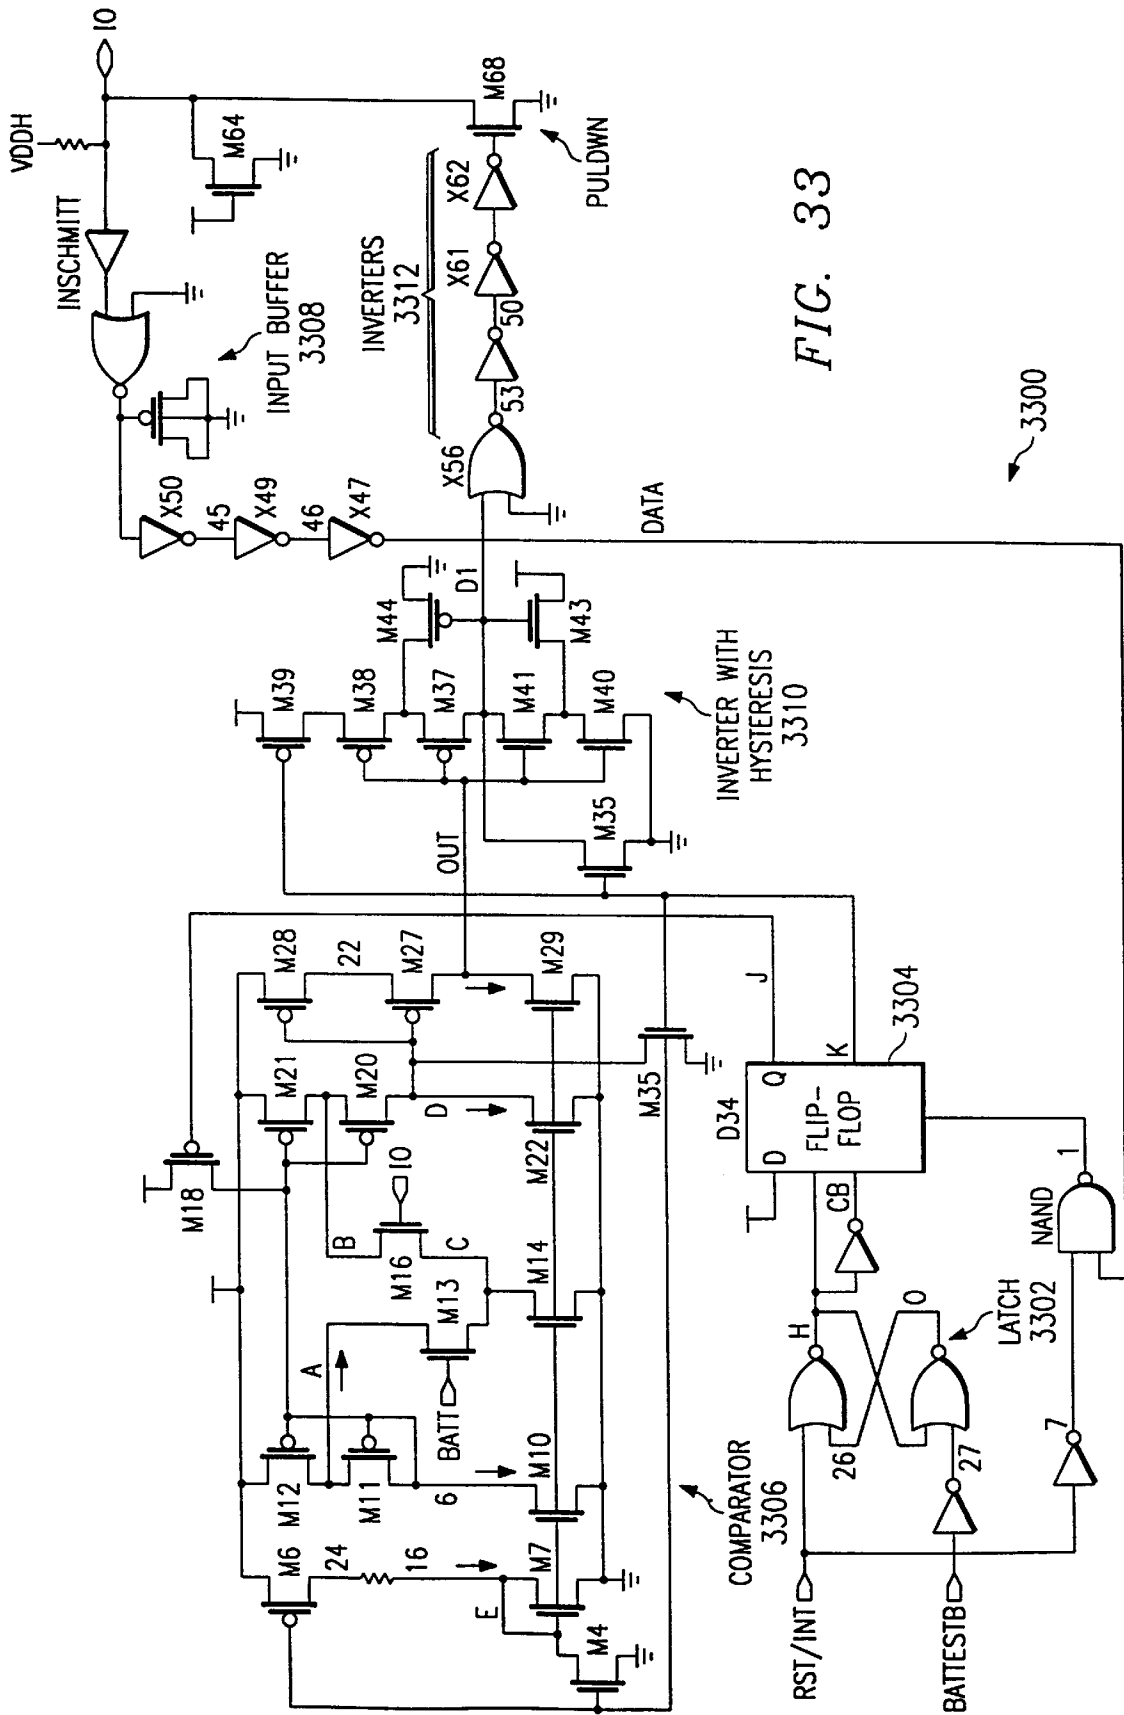 VDDH
IO
INSCHMITT
M64
INPUT BUFFER
3308
X50
45
X49
46
X47
DATA
INVERTERS
3312
X56
53
50
X61
X62
M68
PULDWN
FIG. 33
3300
M39
M38
M37
M41
M40
M44
D1
M43
M35
INVERTER WITH
HYSTERESIS
3310
OUT
M18
M28
22
M27
M29
M21
M20
D
M22
M35
B
IO
M16
C
M14
A
M13
BATT
M12
M11
6
M10
M6
24
16
E
M7
M4
COMPARATOR
3306
J
K
3304
D34
D
Q
FLIP-
FLOP
CB
1
NAND
H
O
LATCH
3302
26
27
7
RST/INT
BATTESTB